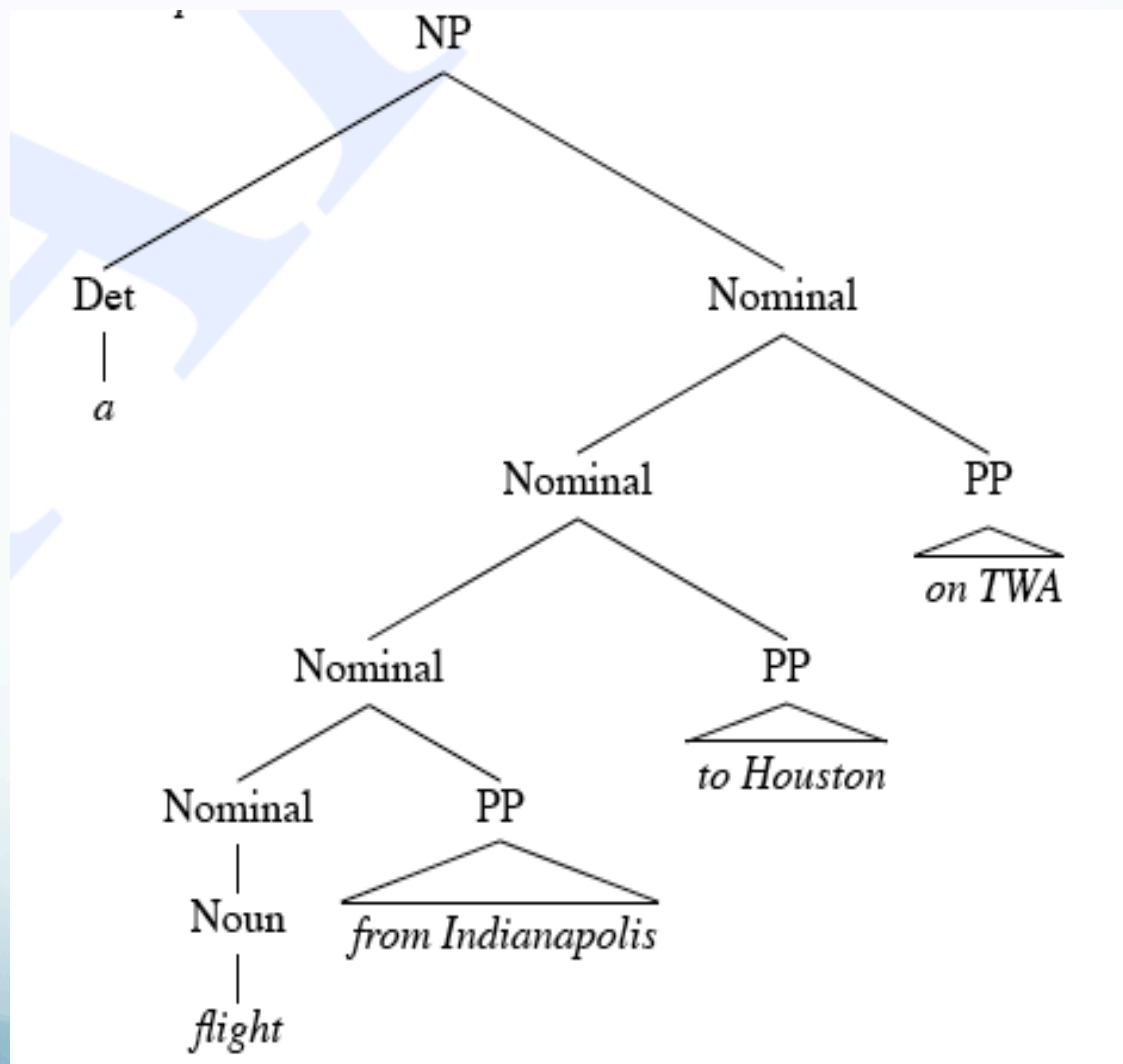 NP
Det
Nominal
a
Nominal
PP
on TWA
Nominal
PP
to Houston
Nominal
PP
Noun
from Indianapolis
flight